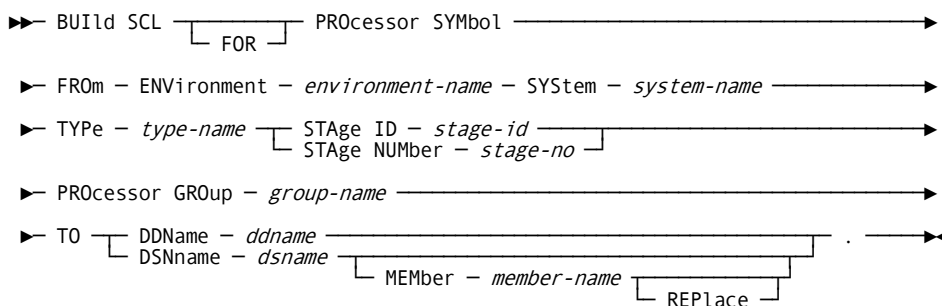 BUIld SCL FOR PROcessor SYMbol
FROm ENVironment environment-name SYStem system-name
TYPe type-name STAge ID stage-id
STAge NUMber stage-no
PROcessor GROup group-name
TO DDName ddname .
DSNname dsname
MEMber member-name
REPlace